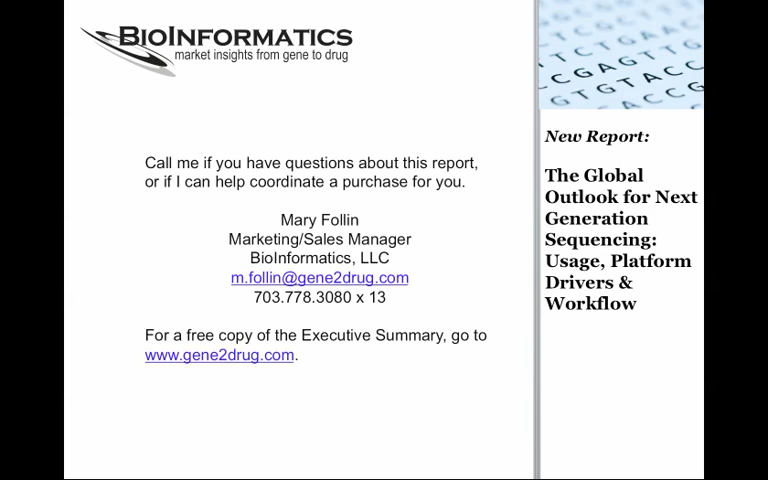 BIOINFORMATICS
market insights from gene to drug
Call me if you have questions about this report,
or if I can help coordinate a purchase for you.
Mary Follin
Marketing/Sales Manager
BioInformatics, LLC
m.follin@gene2drug.com
703.778.3080 x 13
For a free copy of the Executive Summary, go to
www.gene2drug.com.
New Report:
The Global
Outlook for Next
Generation
Sequencing:
Usage, Platform
Drivers &
Workflow